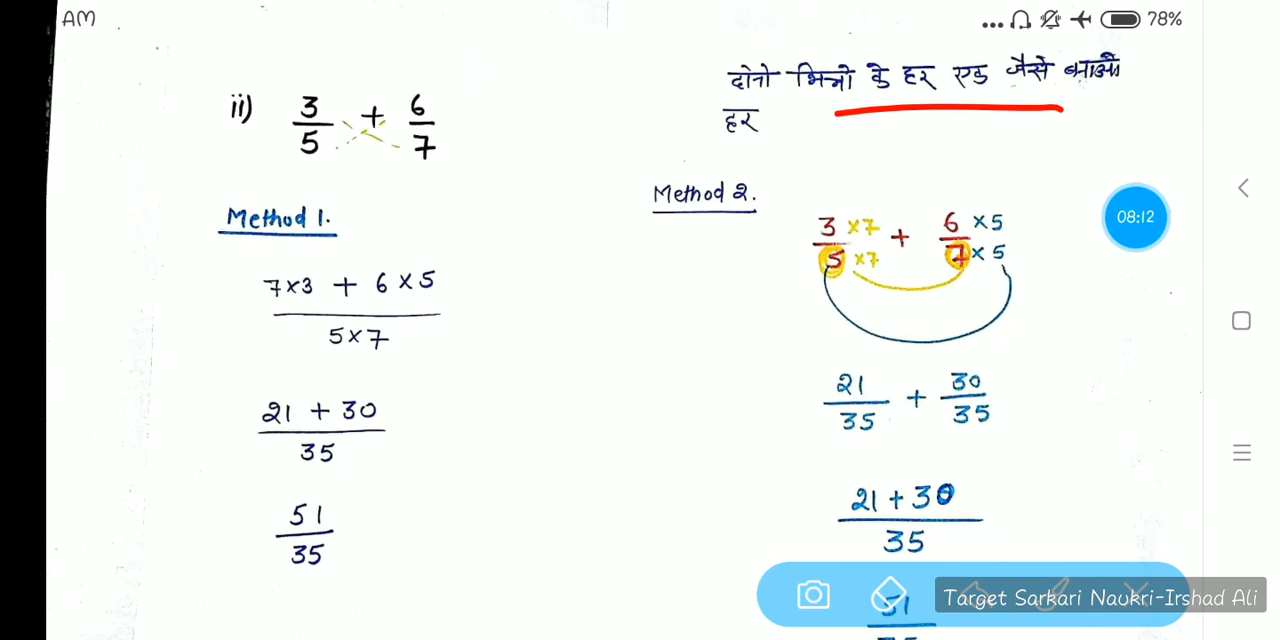 AM
... 78%
दोनो भिन्नो के हर एक जैसे बनाओ
हर
ii) 3/5 + 6/7
Method 1.
7×3 + 6×5
5×7
21 + 30
35
51
35
Method 2.
3×7/5×7 + 6×5/7×5
21/35 + 30/35
21+30
35
51
08:12
Target Sarkari Naukri-Irshad Ali